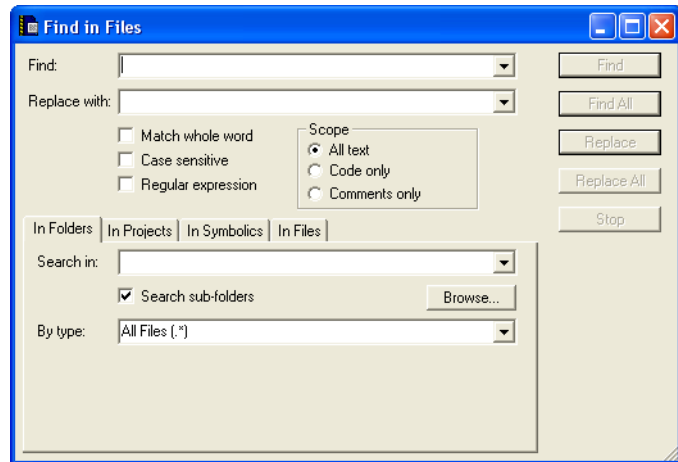 Find in Files
Find:
Find
Replace with:
Find All
Match whole word
Case sensitive
Regular expression
Scope
All text
Code only
Comments only
Replace
Replace All
Stop
In Folders In Projects In Symbolics In Files
Search in:
Search sub-folders
Browse...
By type: All Files (.*)